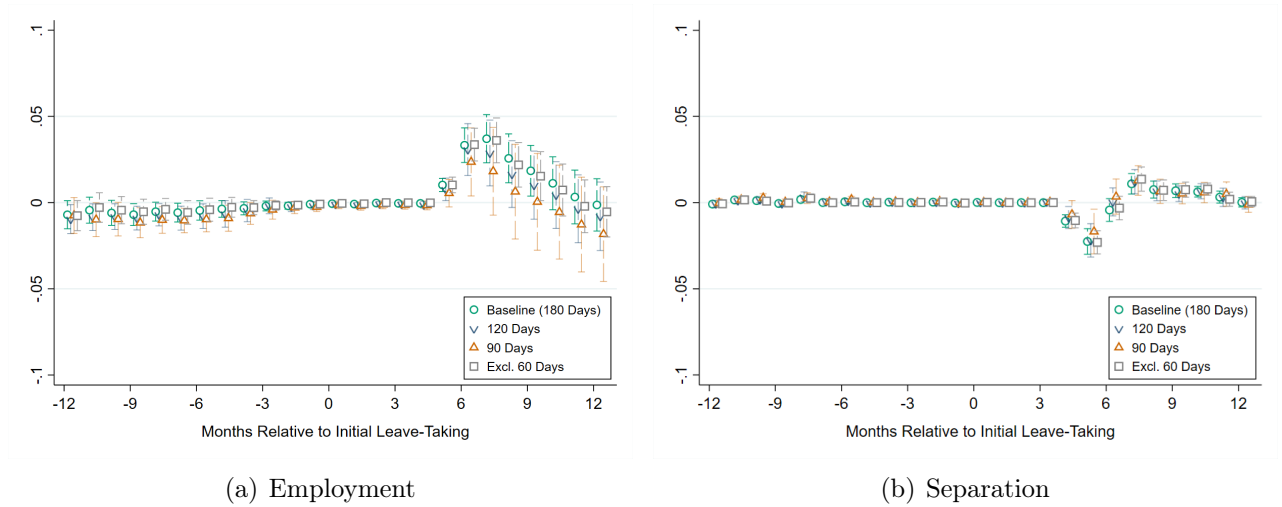 .1
.05
0
-.05
-.1
-12 -9 -6 -3 0 3 6 9 12
Months Relative to Initial Leave-Taking
Baseline (180 Days)
120 Days
90 Days
Excl. 60 Days
(a) Employment
.1
.05
0
-.05
-.1
-12 -9 -6 -3 0 3 6 9 12
Months Relative to Initial Leave-Taking
Baseline (180 Days)
120 Days
90 Days
Excl. 60 Days
(b) Separation